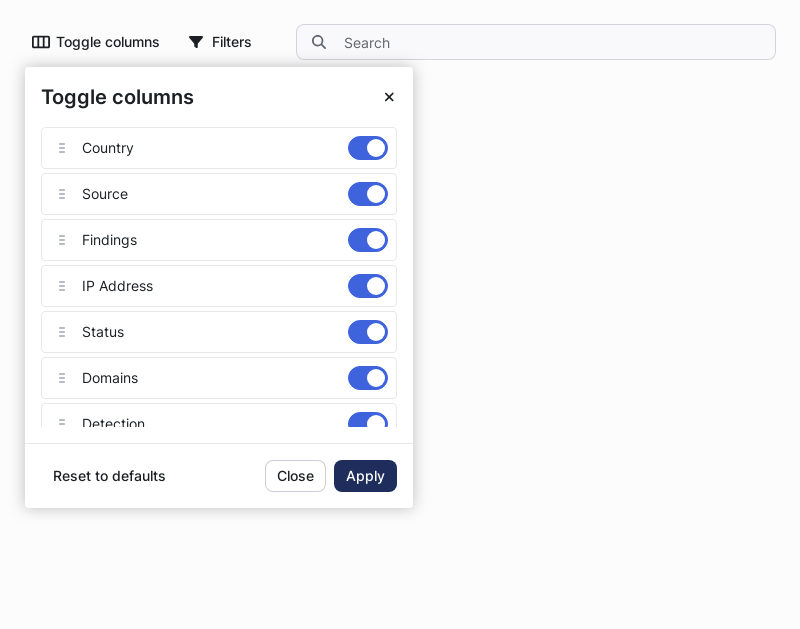 Toggle columns
Filters
Search
Toggle columns
Country
Source
Findings
IP Address
Status
Domains
Detection
Reset to defaults
Close
Apply